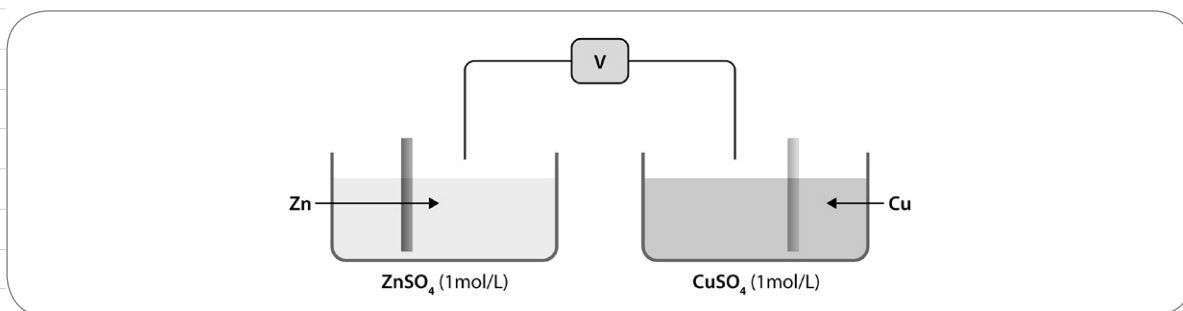 V
Zn
Cu
ZnSO₄ (1mol/L)
CuSO₄ (1mol/L)